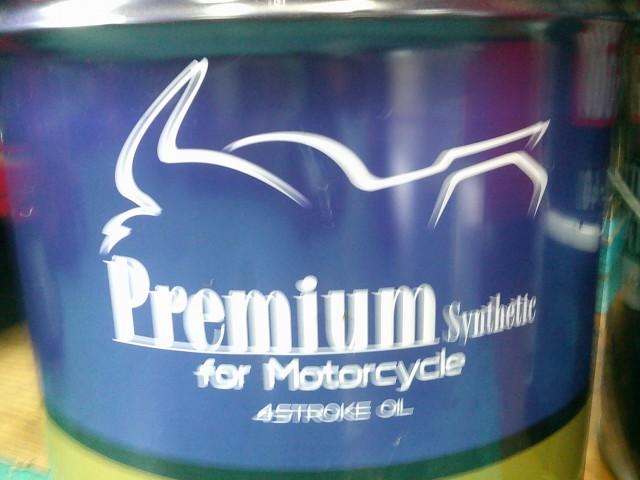 Premium Synthetic
for Motorcycle
4STROKE OIL